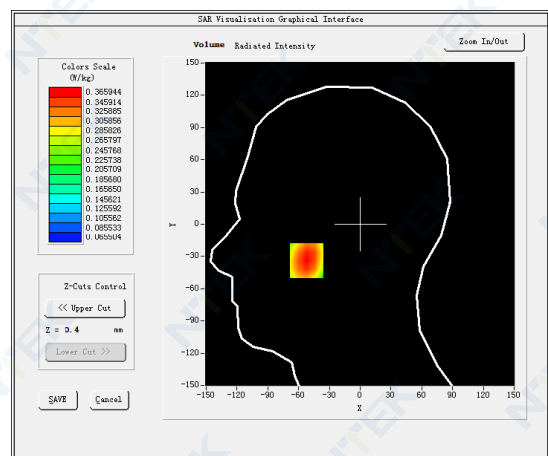 SAR Visualisation Graphical Interface
Volume Radiated Intensity
Zoom In/Out
Colors Scale
(W/kg)
0.365944
0.345914
0.325885
0.305856
0.285826
0.265797
0.245768
0.225738
0.205709
0.185680
0.165650
0.145621
0.125592
0.105562
0.085533
0.065504
Z-Cuts Control
<< Upper Cut
Z = 0.4 mm
Lower Cut >>
SAVE
Cancel
150
120
90
60
30
0
-30
-60
-90
-120
-150
Y
-150 -120 -90 -60 -30 0 30 60 90 120 150
X
NTEK